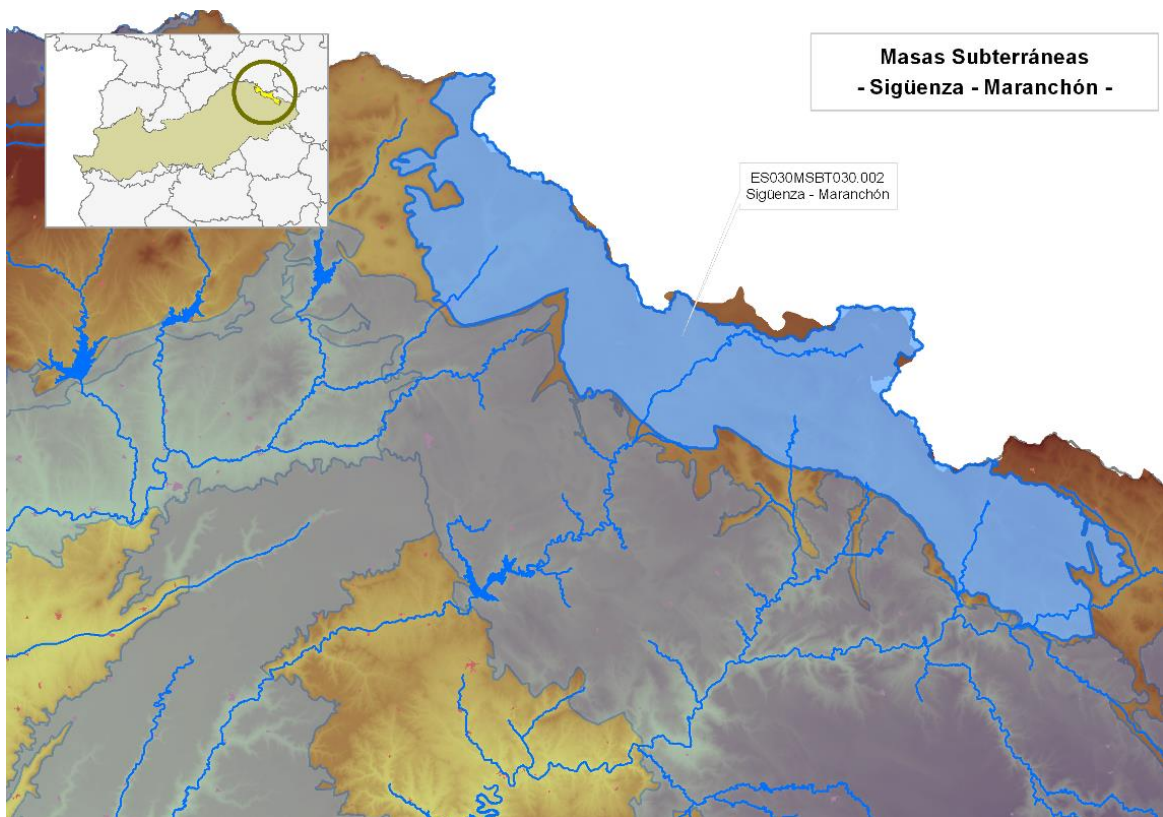 Masas Subterráneas
- Sigüenza - Maranchón -
ES030MSBT030.002
Sigüenza - Maranchón